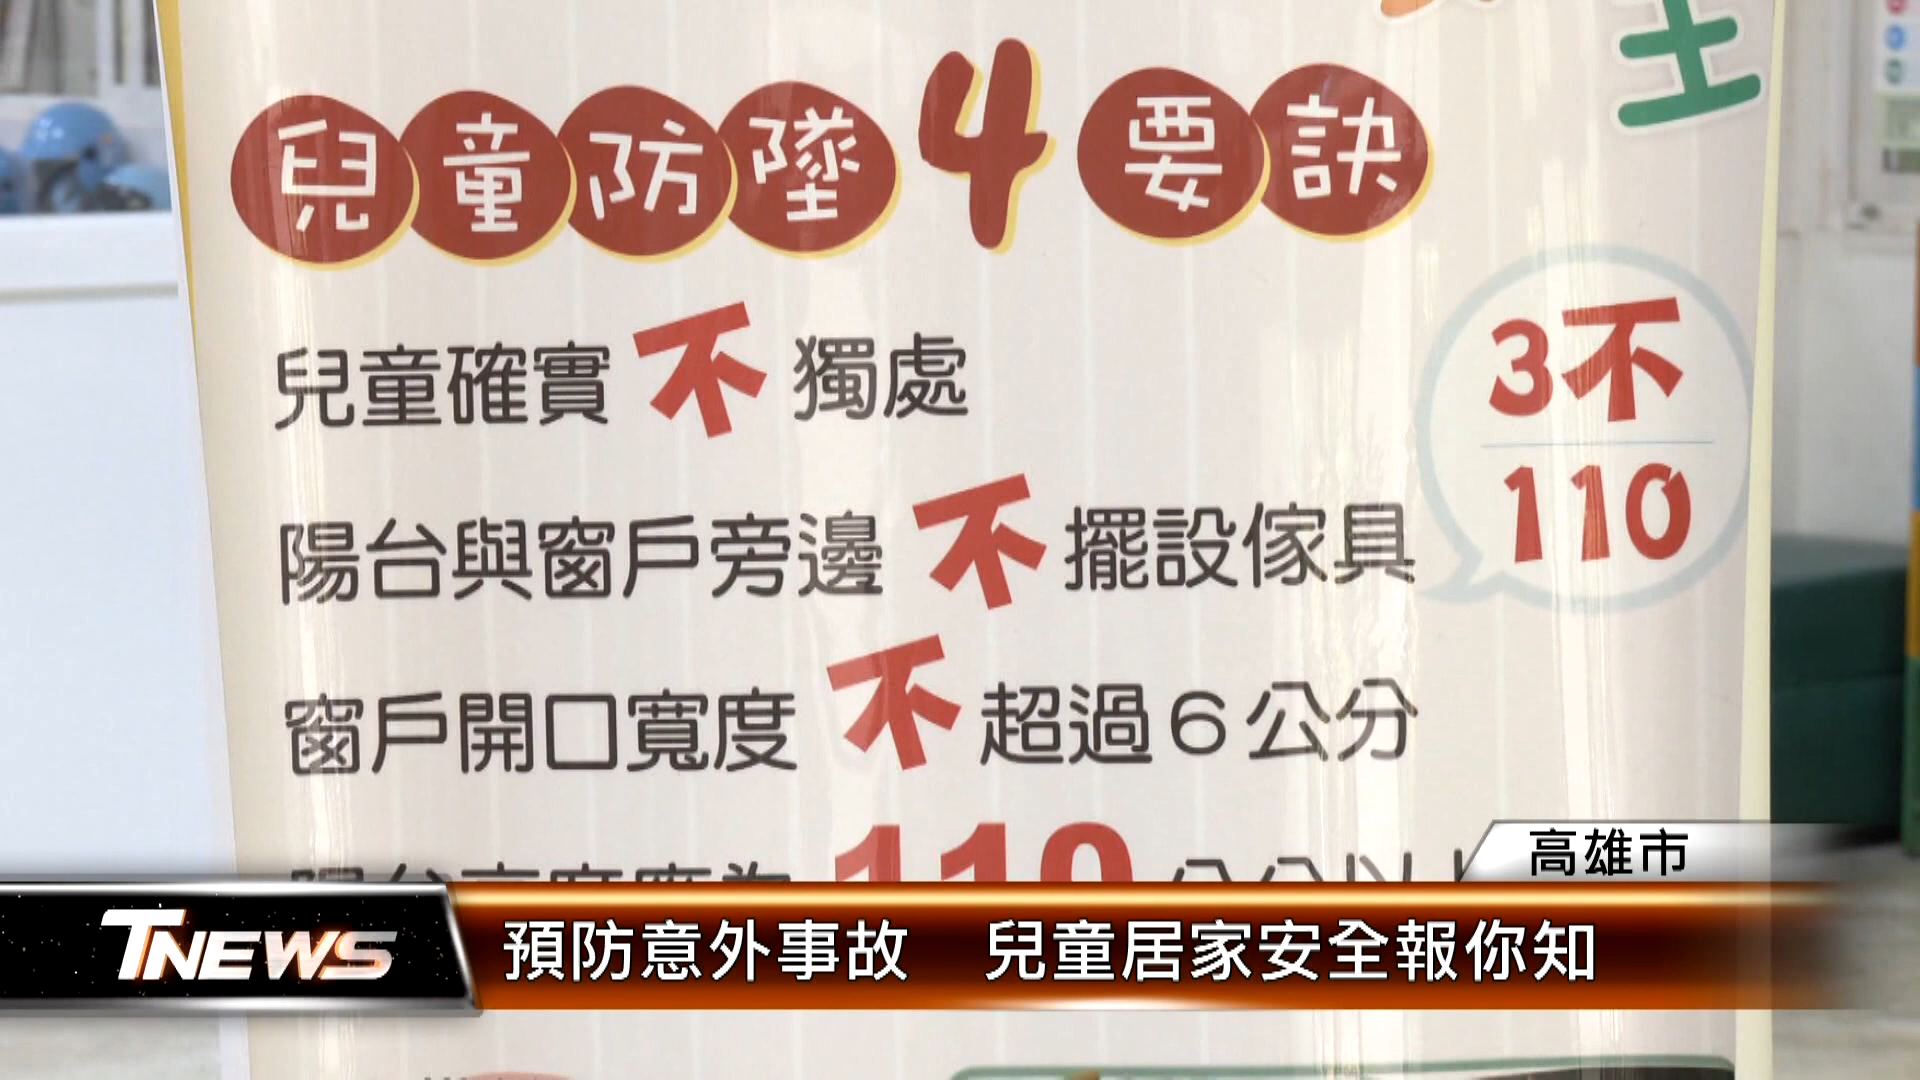 兒童防墜4要訣
兒童確實不獨處
3不
110
陽台與窗戶旁邊不擺設傢具
窗戶開口寬度不超過6公分
110
高雄市
TNEWS
預防意外事故 兒童居家安全報你知